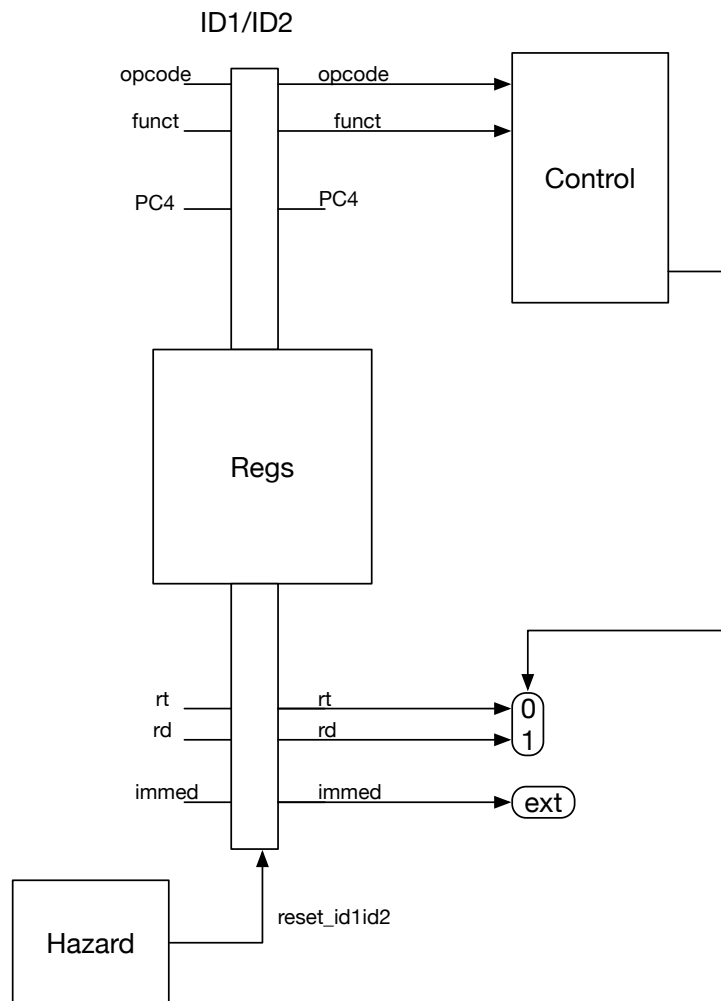 ID1/ID2
opcode opcode
funct funct
Control
PC4 PC4
Regs
rt rt 0
rd rd 1
immed immed ext
reset_id1id2
Hazard